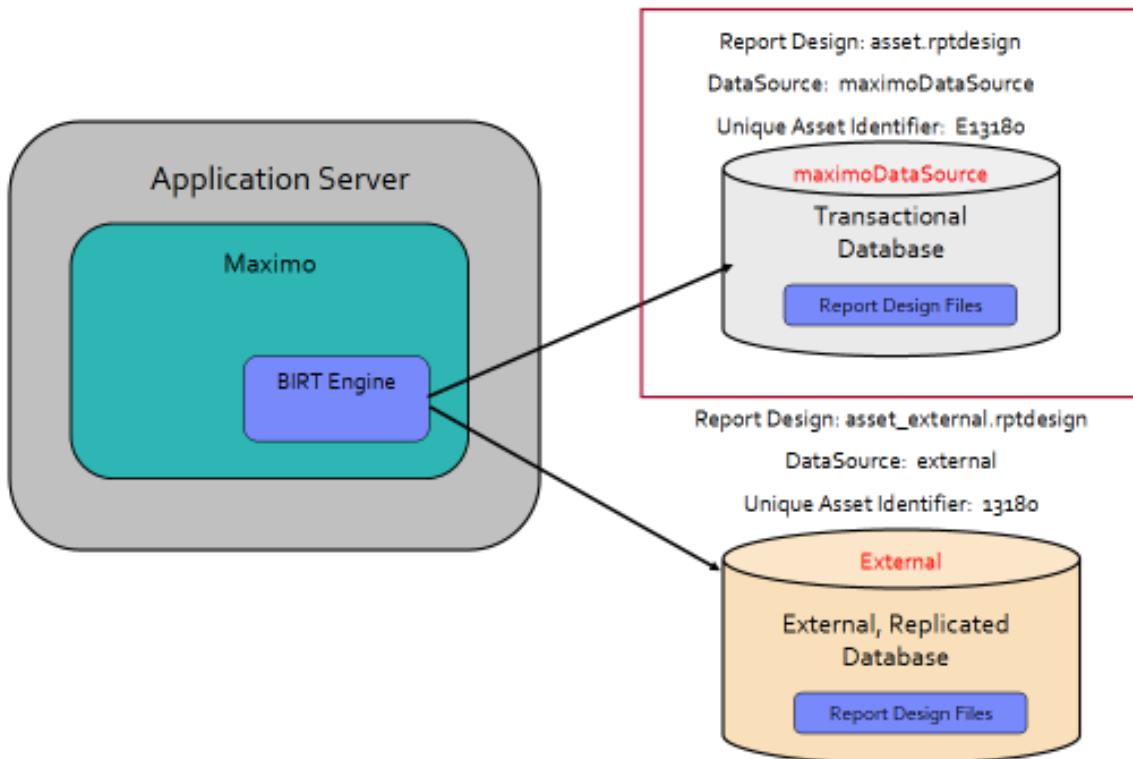 Application Server
Maximo
BIRT Engine
Report Design: asset.rptdesign
DataSource: maximoDataSource
Unique Asset Identifier: E13180
maximoDataSource
Transactional
Database
Report Design Files
Report Design: asset_external.rptdesign
DataSource: external
Unique Asset Identifier: 13180
External
External, Replicated
Database
Report Design Files